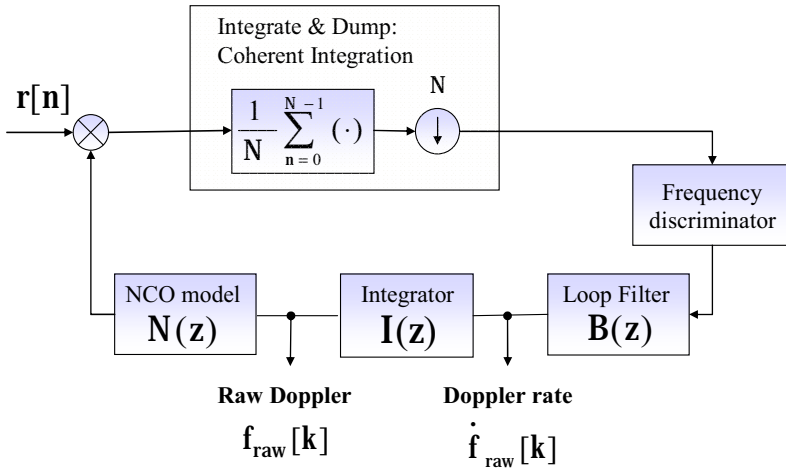 Integrate & Dump:
Coherent Integration
r[n]
1/N ∑ (·)
N − 1
n = 0
N
↓
Frequency
discriminator
NCO model
N(z)
Integrator
I(z)
Loop Filter
B(z)
Raw Doppler
f_raw[k]
Doppler rate
ḟ_raw[k]